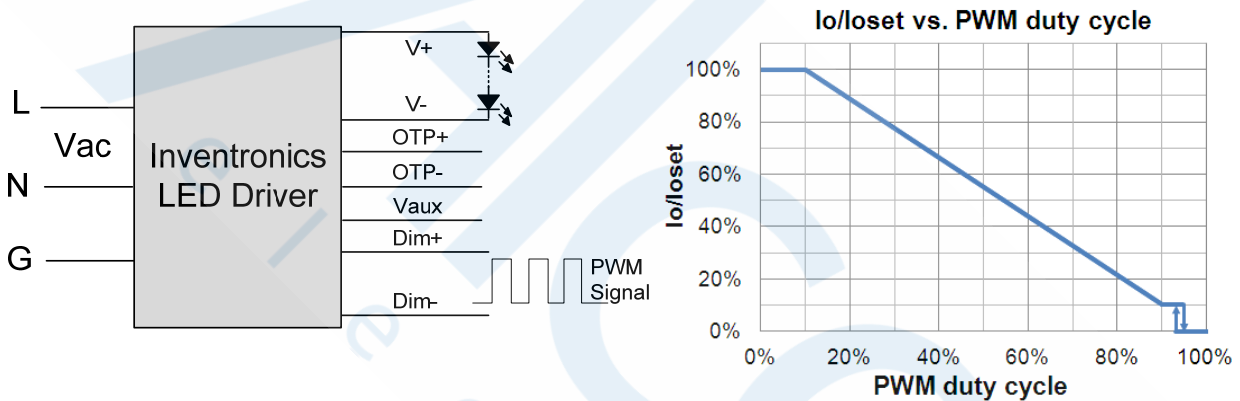 L
Vac
N
G
Inventronics
LED Driver
V+
V-
OTP+
OTP-
Vaux
Dim+
Dim-
PWM
Signal
Io/Ioset vs. PWM duty cycle
Io/Ioset
100%
80%
60%
40%
20%
0%
0% 20% 40% 60% 80% 100%
PWM duty cycle